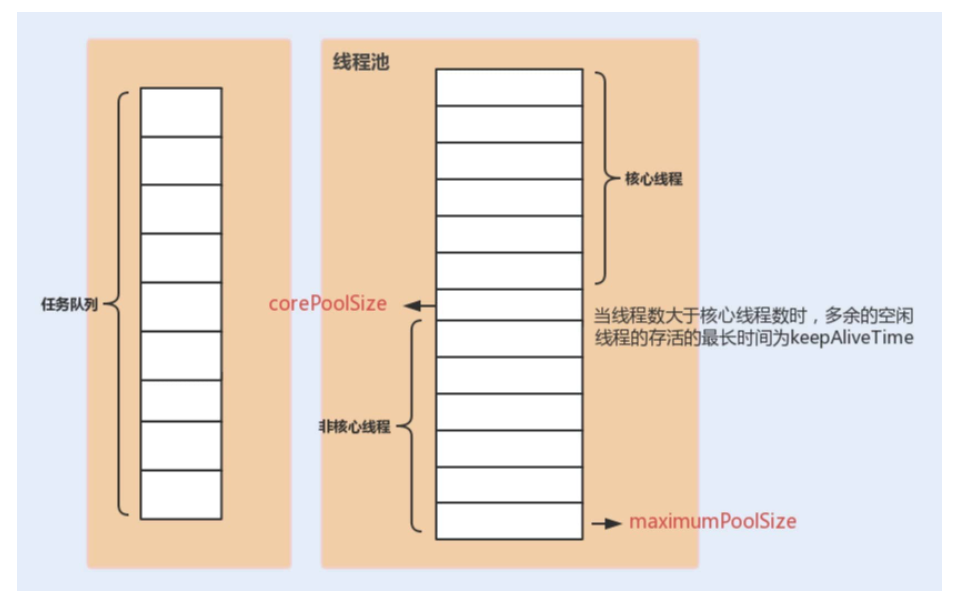 线程池
核心线程
任务队列
corePoolSize
当线程数大于核心线程数时，多余的空闲
线程的存活的最长时间为keepAliveTime
非核心线程
maximumPoolSize